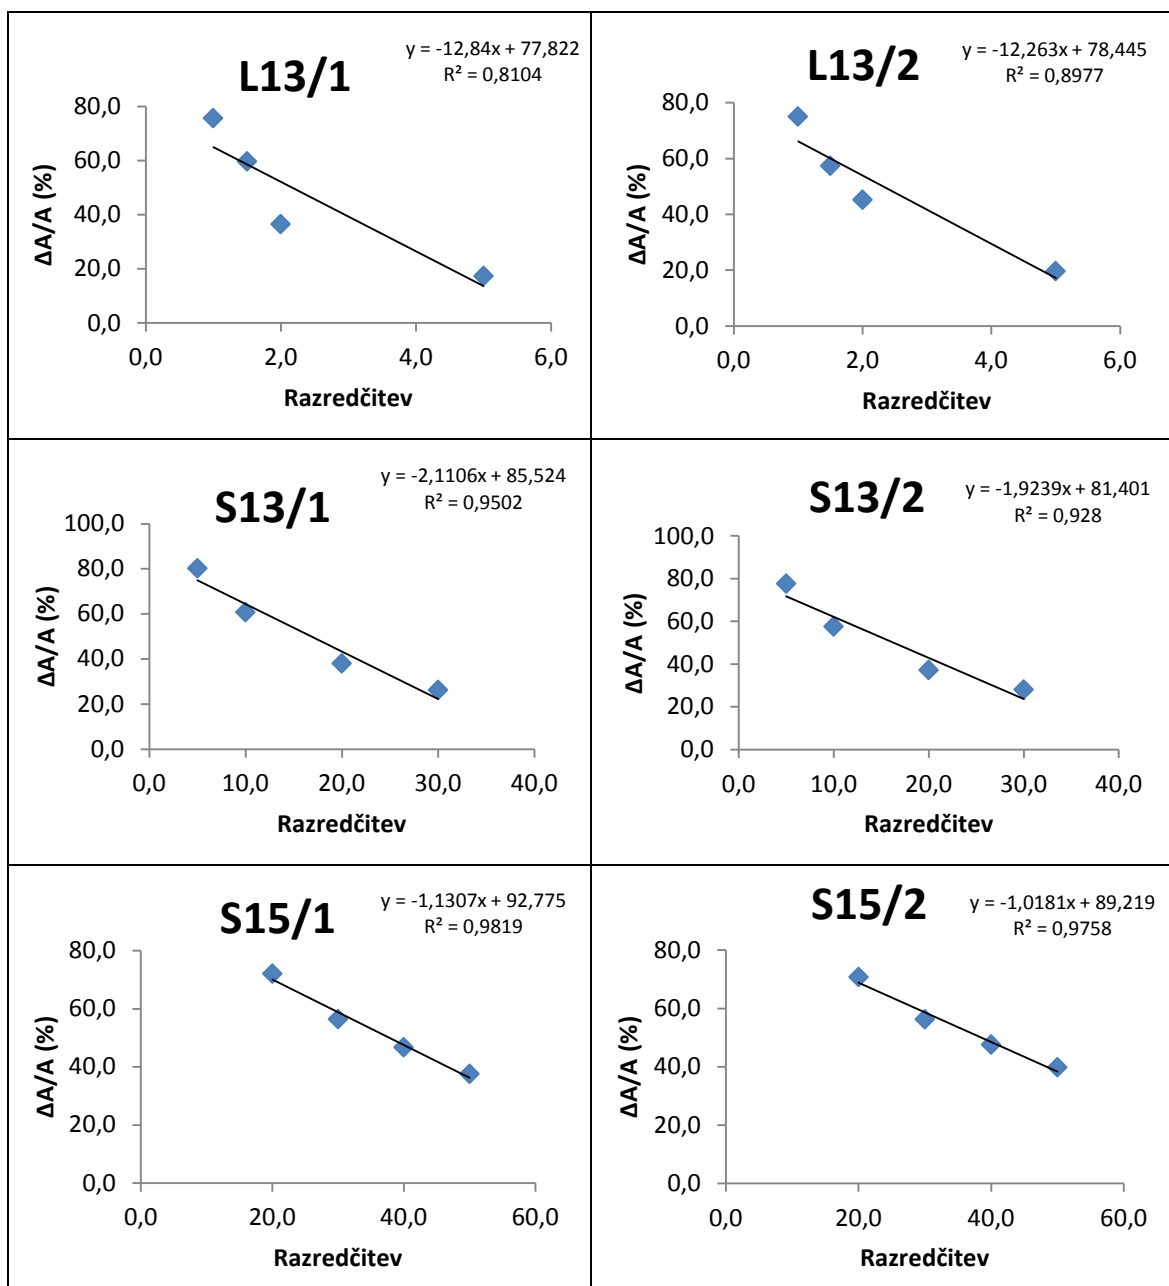 L13/1
y = -12,84x + 77,822
R² = 0,8104
80,0
60,0
40,0
20,0
0,0
ΔA/A (%)
0,0 2,0 4,0 6,0
Razredčitev
L13/2
y = -12,263x + 78,445
R² = 0,8977
80,0
60,0
40,0
20,0
0,0
ΔA/A (%)
0,0 2,0 4,0 6,0
Razredčitev
S13/1
y = -2,1106x + 85,524
R² = 0,9502
100,0
80,0
60,0
40,0
20,0
0,0
ΔA/A (%)
0,0 10,0 20,0 30,0 40,0
Razredčitev
S13/2
y = -1,9239x + 81,401
R² = 0,928
100,0
80,0
60,0
40,0
20,0
0,0
ΔA/A (%)
0,0 10,0 20,0 30,0 40,0
Razredčitev
S15/1
y = -1,1307x + 92,775
R² = 0,9819
80,0
60,0
40,0
20,0
0,0
ΔA/A (%)
0,0 20,0 40,0 60,0
Razredčitev
S15/2
y = -1,0181x + 89,219
R² = 0,9758
80,0
60,0
40,0
20,0
0,0
ΔA/A (%)
0,0 20,0 40,0 60,0
Razredčitev